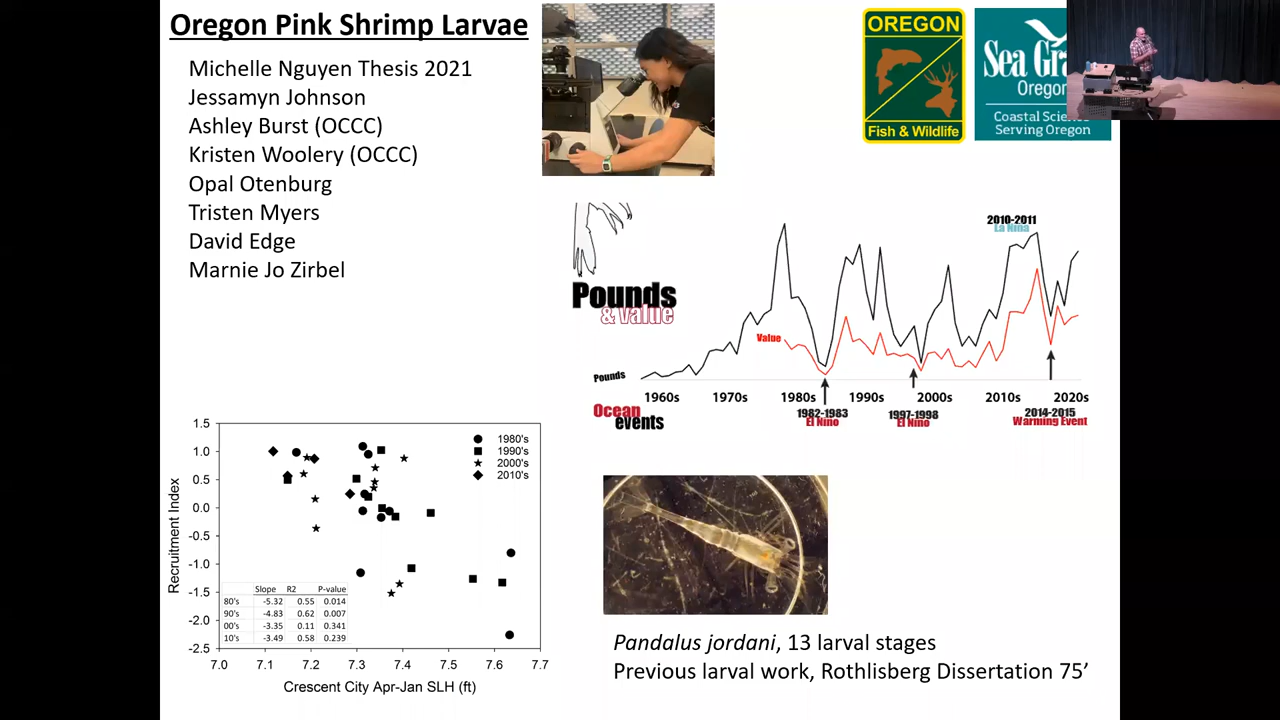 Oregon Pink Shrimp Larvae
Michelle Nguyen Thesis 2021
Jessamyn Johnson
Ashley Burst (OCCC)
Kristen Woolery (OCCC)
Opal Otenburg
Tristen Myers
David Edge
Marnie Jo Zirbel
OREGON
Fish & Wildlife
Sea Gra
Oregon
Coastal Scien
Serving Oregon
2010-2011
La Nina
Pounds
& value
Value
Pounds
1960s 1970s 1980s 1990s 2000s 2010s 2020s
Ocean
events
1982-1983
El Nino
1997-1998
El Nino
2014-2015
Warming Event
1.5
1.0
0.5
0.0
-0.5
-1.0
-1.5
-2.0
-2.5
Recruitment Index
1980's
1990's
2000's
2010's
Slope R2 P-value
80's -5.32 0.55 0.014
90's -4.83 0.62 0.007
00's -3.35 0.11 0.341
10's -3.49 0.58 0.239
7.0 7.1 7.2 7.3 7.4 7.5 7.6 7.7
Crescent City Apr-Jan SLH (ft)
Pandalus jordani, 13 larval stages
Previous larval work, Rothlisberg Dissertation 75’